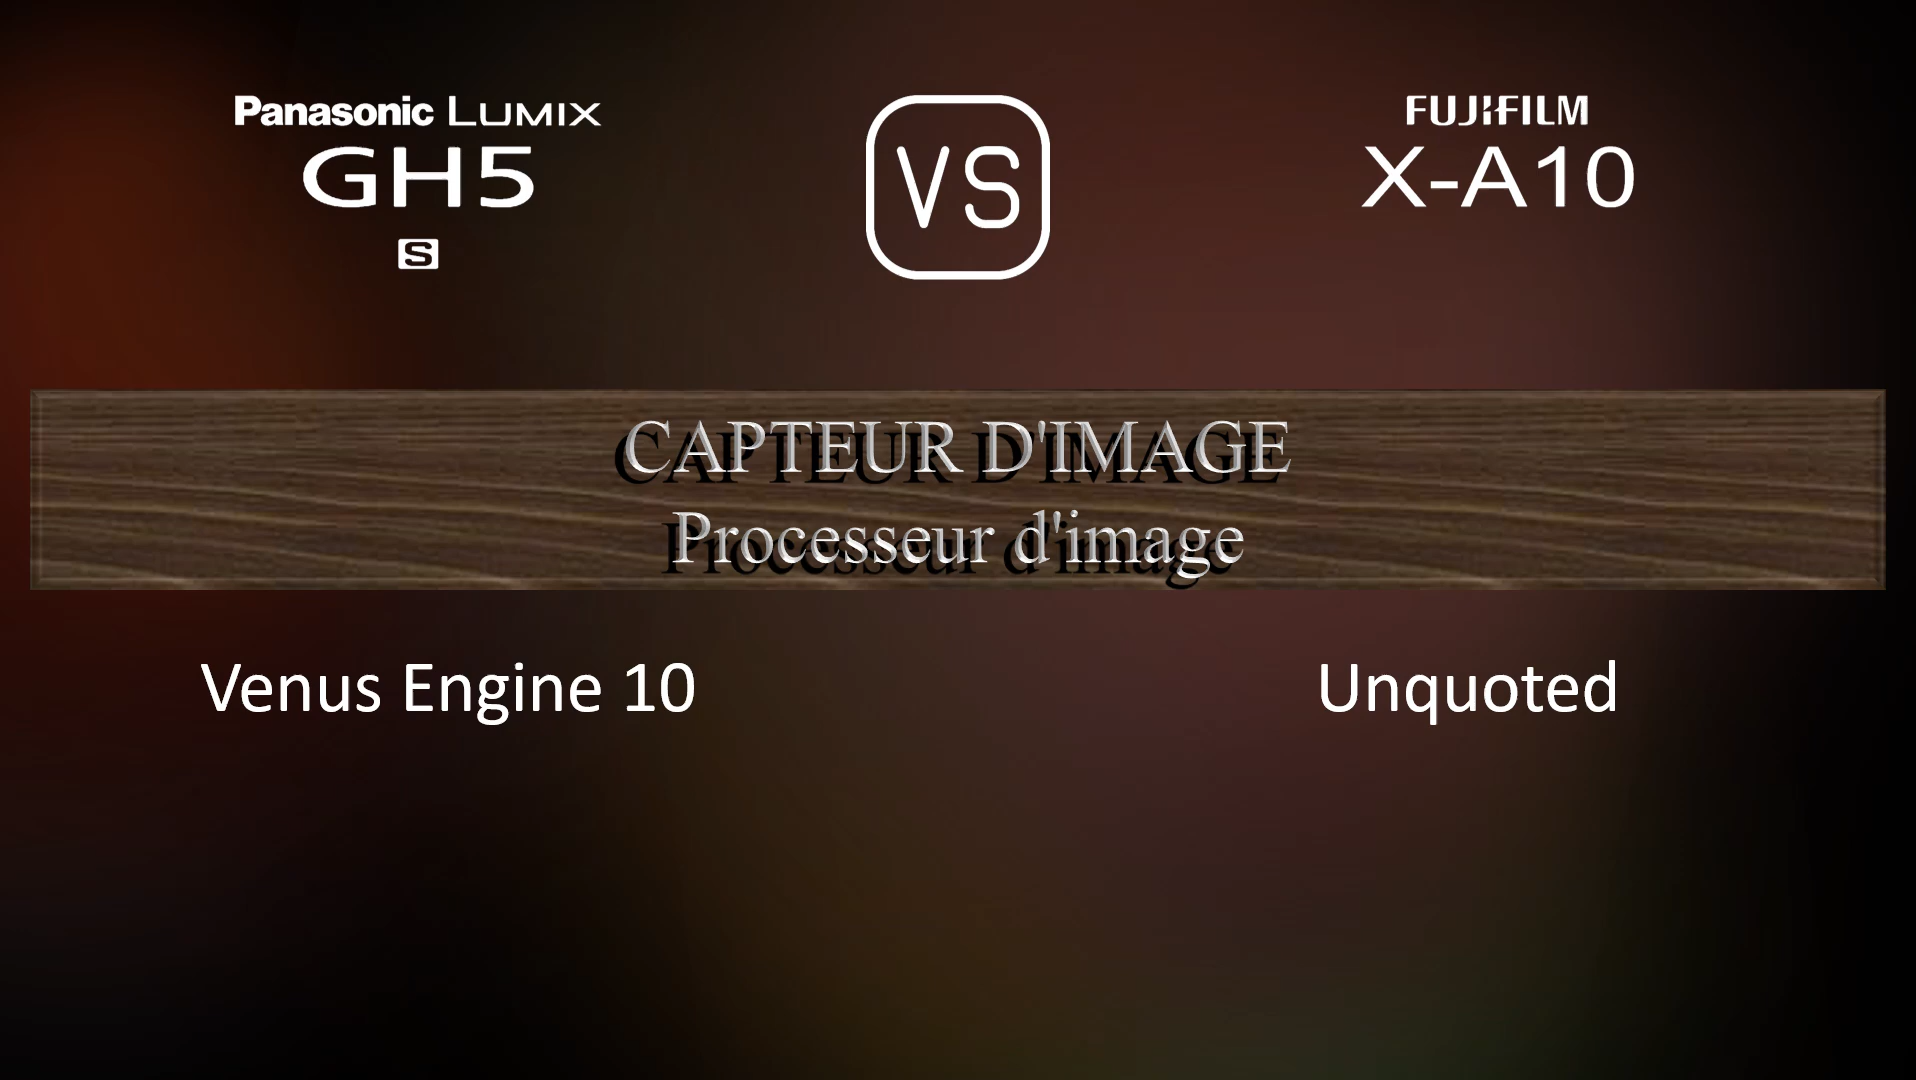 Panasonic LUMIX
GH5
S
VS
FUJIFILM
X-A10
CAPTEUR D'IMAGE
Processeur d'image
Venus Engine 10
Unquoted